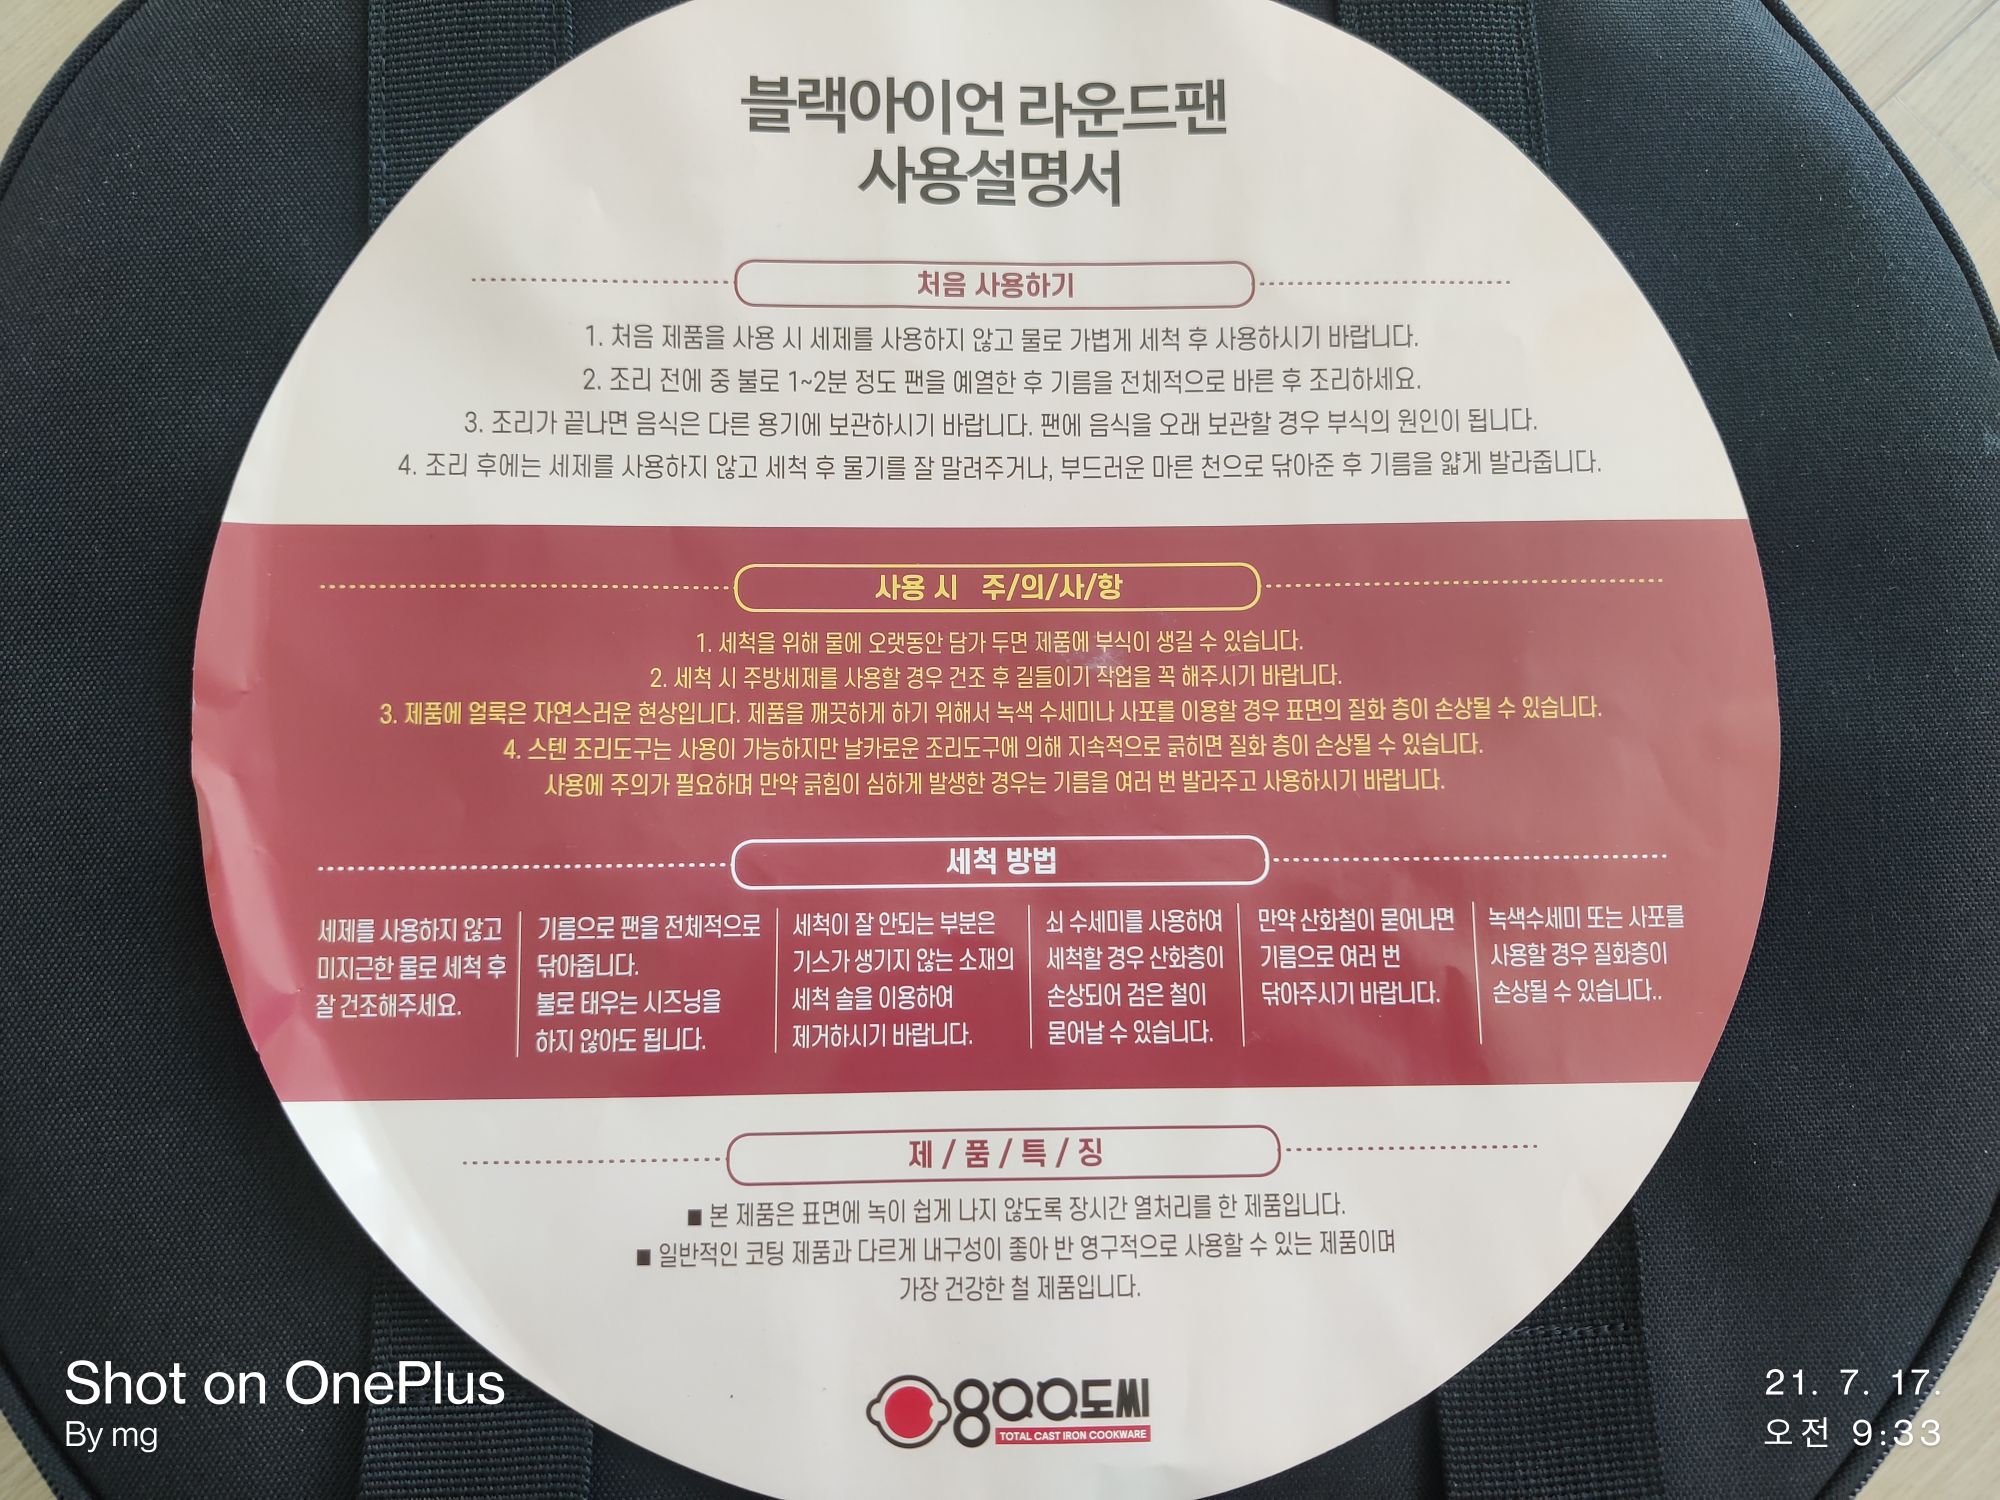 블랙아이언 라운드팬
사용설명서
처음 사용하기
1. 처음 제품을 사용 시 세제를 사용하지 않고 물로 가볍게 세척 후 사용하시기 바랍니다.
2. 조리 전에 중 불로 1~2분 정도 팬을 예열한 후 기름을 전체적으로 바른 후 조리하세요.
3. 조리가 끝나면 음식은 다른 용기에 보관하시기 바랍니다. 팬에 음식을 오래 보관할 경우 부식의 원인이 됩니다.
4. 조리 후에는 세제를 사용하지 않고 세척 후 물기를 잘 말려주거나, 부드러운 마른 천으로 닦아준 후 기름을 얇게 발라줍니다.
사용 시 주/의/사/항
1. 세척을 위해 물에 오랫동안 담가 두면 제품에 부식이 생길 수 있습니다.
2. 세척 시 주방세제를 사용할 경우 건조 후 길들이기 작업을 꼭 해주시기 바랍니다.
3. 제품에 얼룩은 자연스러운 현상입니다. 제품을 깨끗하게 하기 위해서 녹색 수세미나 사포를 이용할 경우 표면의 질화 층이 손상될 수 있습니다.
4. 스텐 조리도구는 사용이 가능하지만 날카로운 조리도구에 의해 지속적으로 긁히면 질화 층이 손상될 수 있습니다.
사용에 주의가 필요하며 만약 긁힘이 심하게 발생한 경우는 기름을 여러 번 발라주고 사용하시기 바랍니다.
세척 방법
세제를 사용하지 않고
미지근한 물로 세척 후
잘 건조해주세요.
기름으로 팬을 전체적으로
닦아줍니다.
불로 태우는 시즈닝을
하지 않아도 됩니다.
세척이 잘 안되는 부분은
기스가 생기지 않는 소재의
세척 솔을 이용하여
제거하시기 바랍니다.
쇠 수세미를 사용하여
세척할 경우 산화층이
손상되어 검은 철이
묻어날 수 있습니다.
만약 산화철이 묻어나면
기름으로 여러 번
닦아주시기 바랍니다.
녹색수세미 또는 사포를
사용할 경우 질화층이
손상될 수 있습니다..
제/품/특/징
■ 본 제품은 표면에 녹이 쉽게 나지 않도록 장시간 열처리를 한 제품입니다.
■ 일반적인 코팅 제품과 다르게 내구성이 좋아 반 영구적으로 사용할 수 있는 제품이며
가장 건강한 철 제품입니다.
800도씨
TOTAL CAST IRON COOKWARE
Shot on OnePlus
By mg
21. 7. 17.
오전 9:33